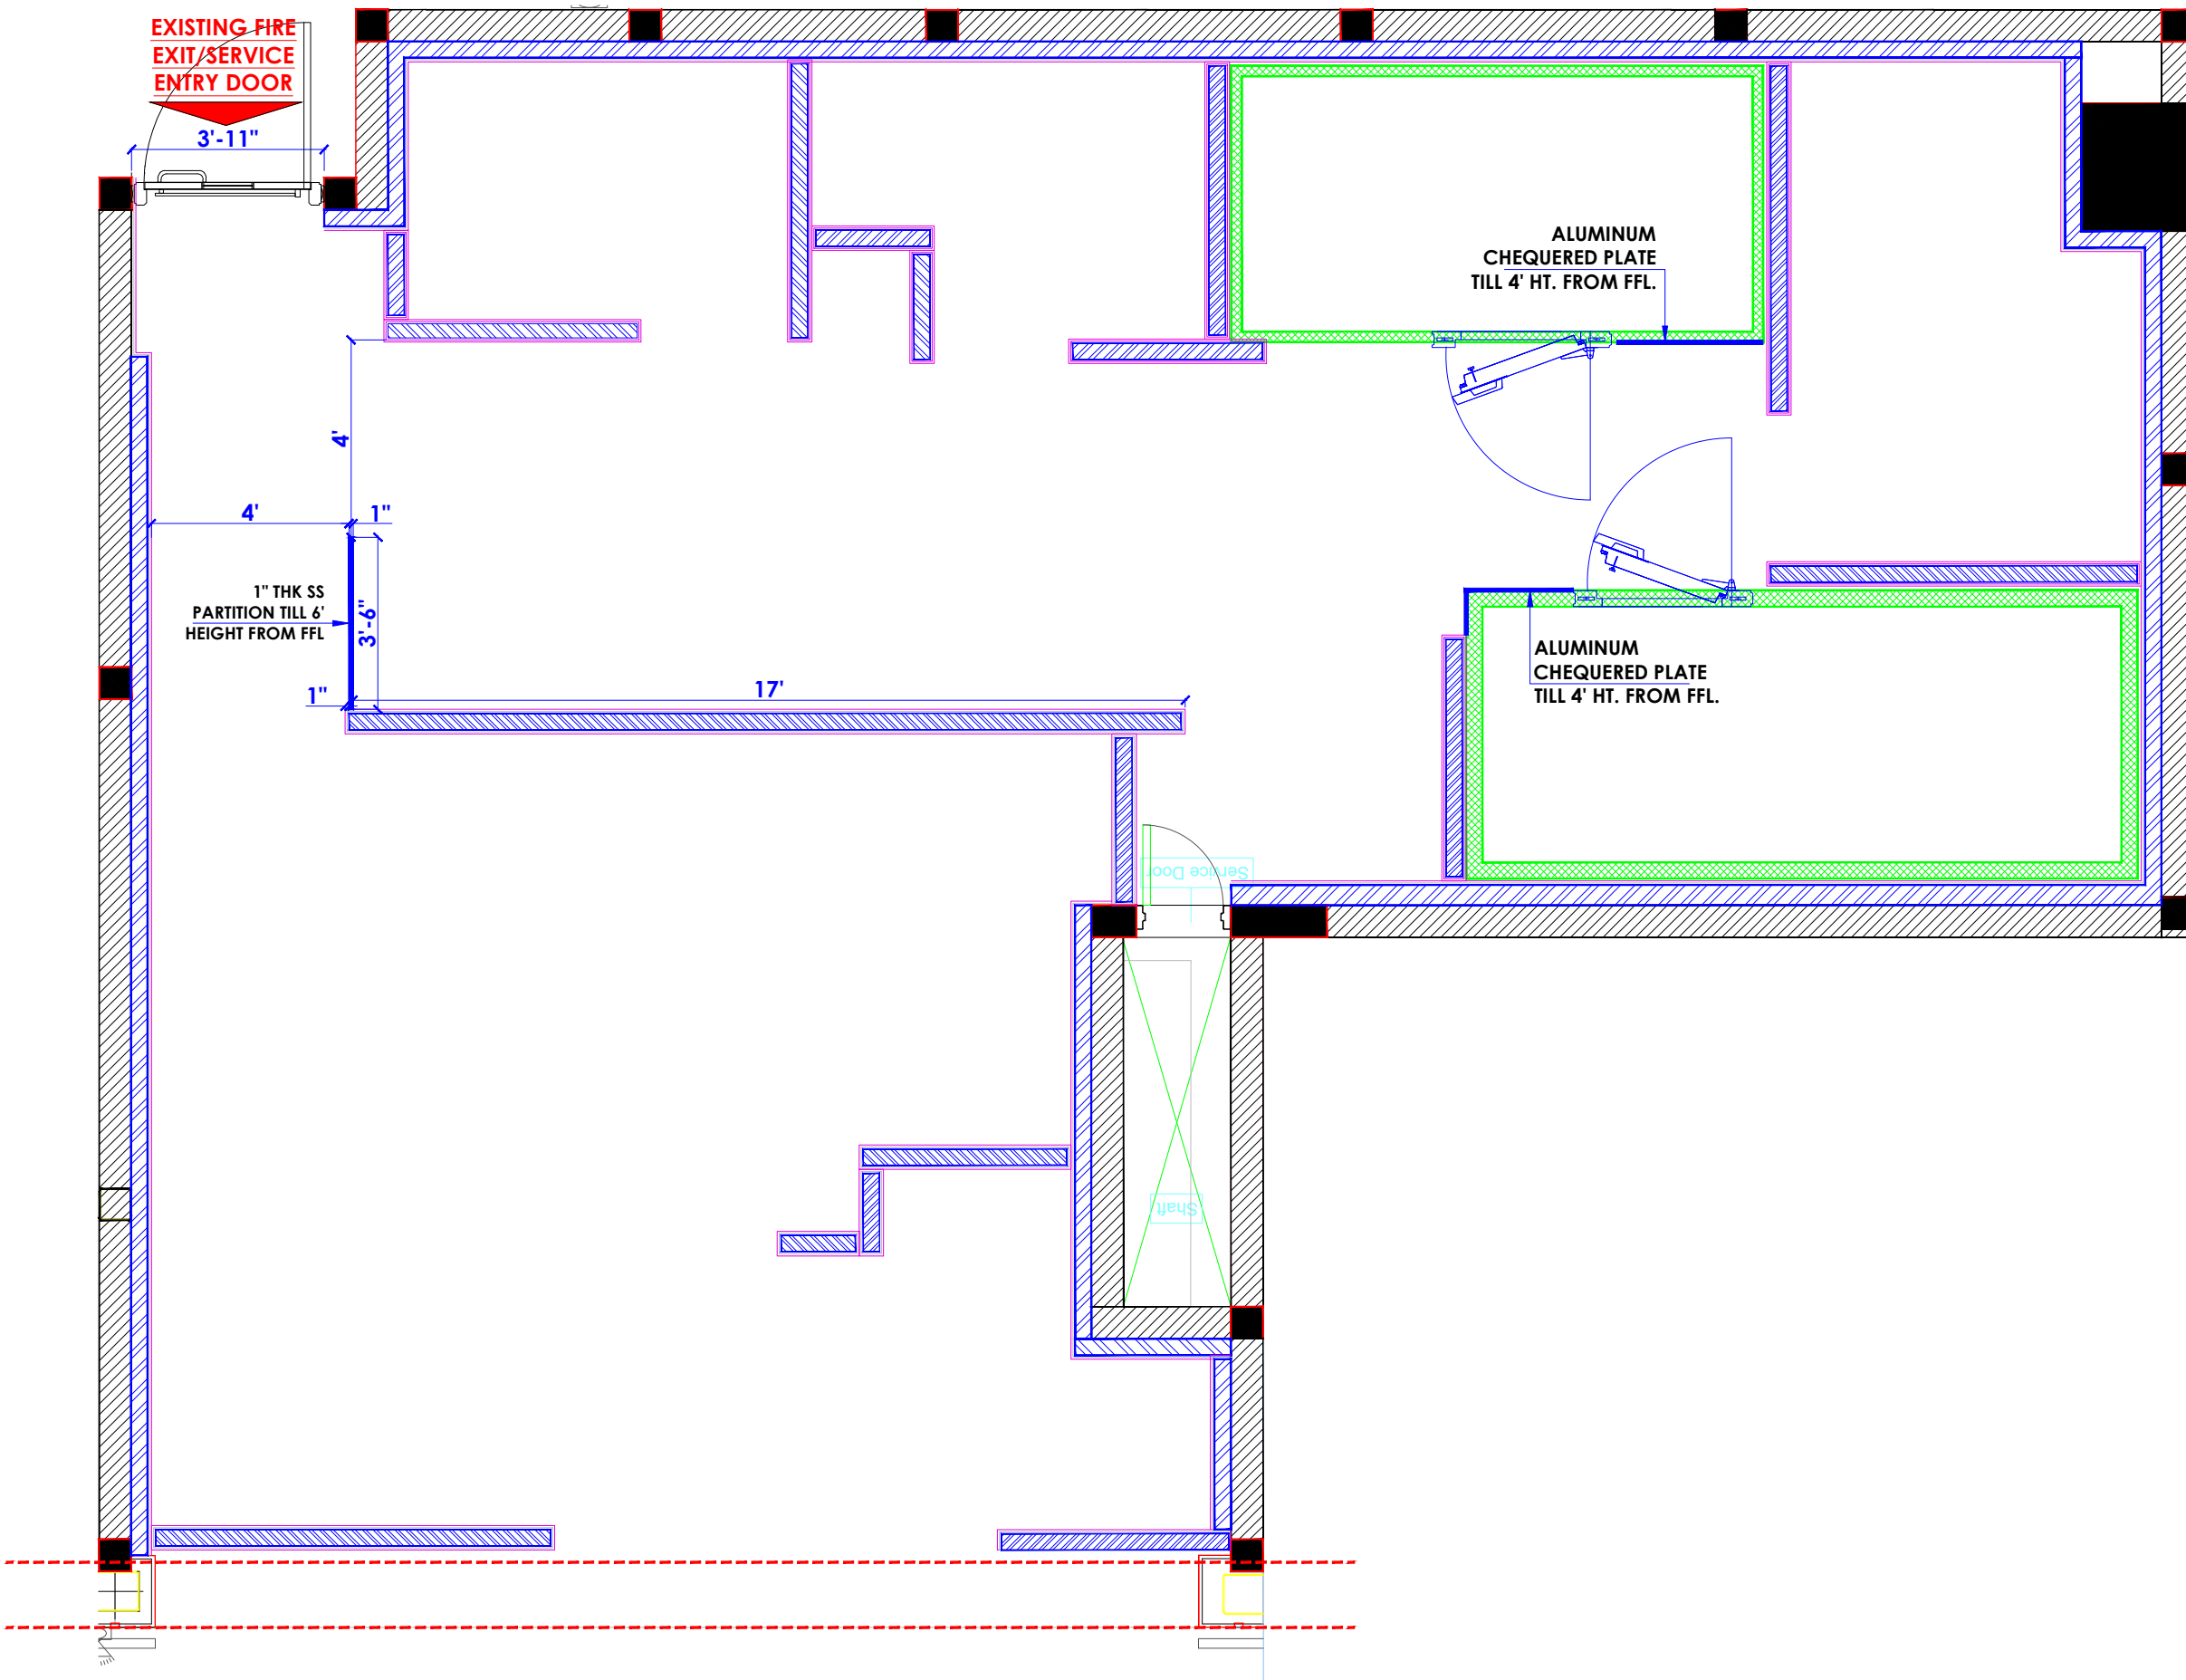 EXISTING FIRE
EXIT/SERVICE
ENTRY DOOR
3'-11"
ALUMINUM
CHEQUERED PLATE
TILL 4' HT. FROM FFL.
4'
4'
1"
1" THK SS
PARTITION TILL 6'
HEIGHT FROM FFL
3'-6"
1"
17'
ALUMINUM
CHEQUERED PLATE
TILL 4' HT. FROM FFL.
Service Door
Shaft